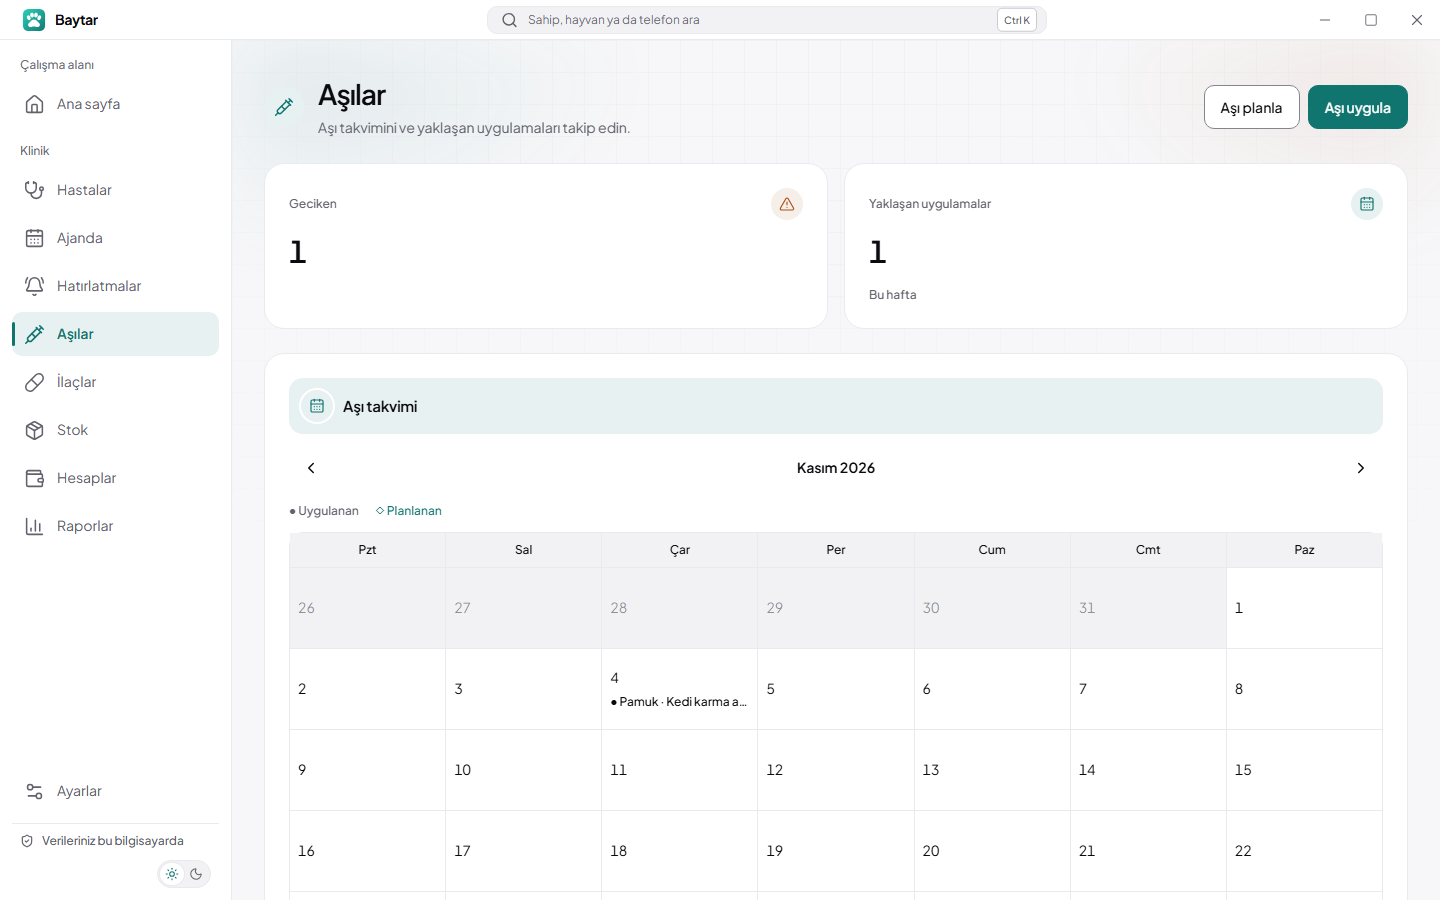 Baytar
Sahip, hayvan ya da telefon ara
Ctrl K
Çalışma alanı
Ana sayfa
Klinik
Hastalar
Ajanda
Hatırlatmalar
Aşılar
İlaçlar
Stok
Hesaplar
Raporlar
Ayarlar
Verileriniz bu bilgisayarda
Aşılar
Aşı takvimini ve yaklaşan uygulamaları takip edin.
Aşı planla
Aşı uygula
Geciken
1
Yaklaşan uygulamalar
1
Bu hafta
Aşı takvimi
Kasım 2026
● Uygulanan ◇ Planlanan
Pzt Sal Çar Per Cum Cmt Paz
26 27 28 29 30 31 1
2 3 4 5 6 7 8
● Pamuk · Kedi karma a...
9 10 11 12 13 14 15
16 17 18 19 20 21 22